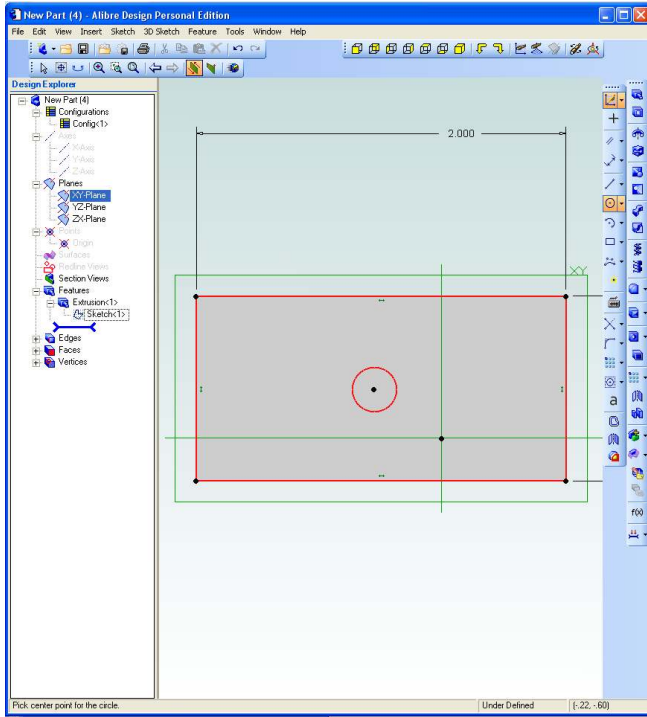 New Part (4) - Alibre Design Personal Edition
File Edit View Insert Sketch 3D Sketch Feature Tools Window Help
Design Explorer
New Part (4)
Configurations
Config<1>
Axes
X-Axis
Y-Axis
Z-Axis
Planes
XY-Plane
YZ-Plane
ZX-Plane
Points
Origin
Surfaces
Redline Views
Section Views
Features
Extrusion<1>
Sketch<1>
Edges
Faces
Vertices
2.000
XY
a
f(x)
Pick center point for the circle.
Under Defined
(-.22, -.60)